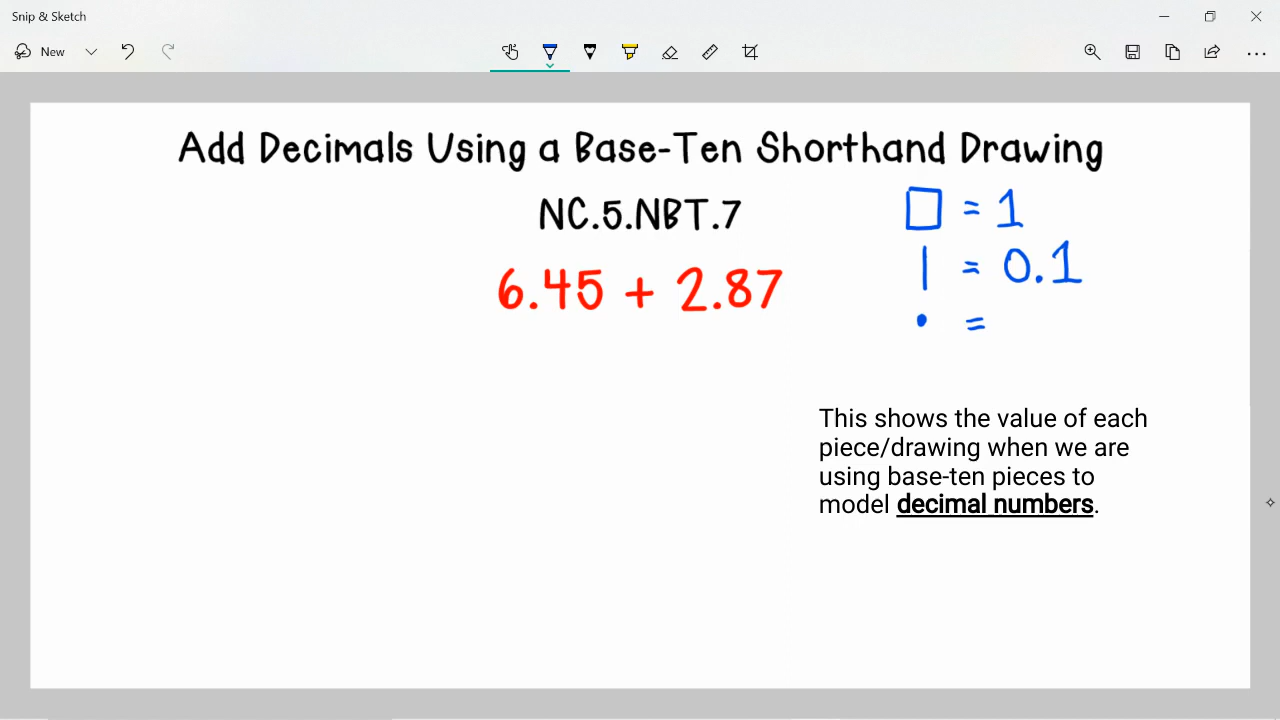 Snip & Sketch
New
Add Decimals Using a Base-Ten Shorthand Drawing
NC.5.NBT.7
6.45 + 2.87
□ = 1
| = 0.1
• =
This shows the value of each
piece/drawing when we are
using base-ten pieces to
model decimal numbers.